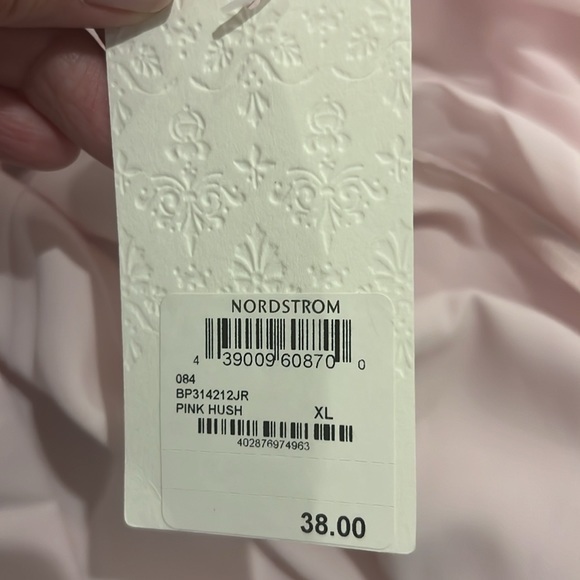 NORDSTROM
4 39009 60870 0
084
BP314212JR
PINK HUSH XL
402876974963
38.00